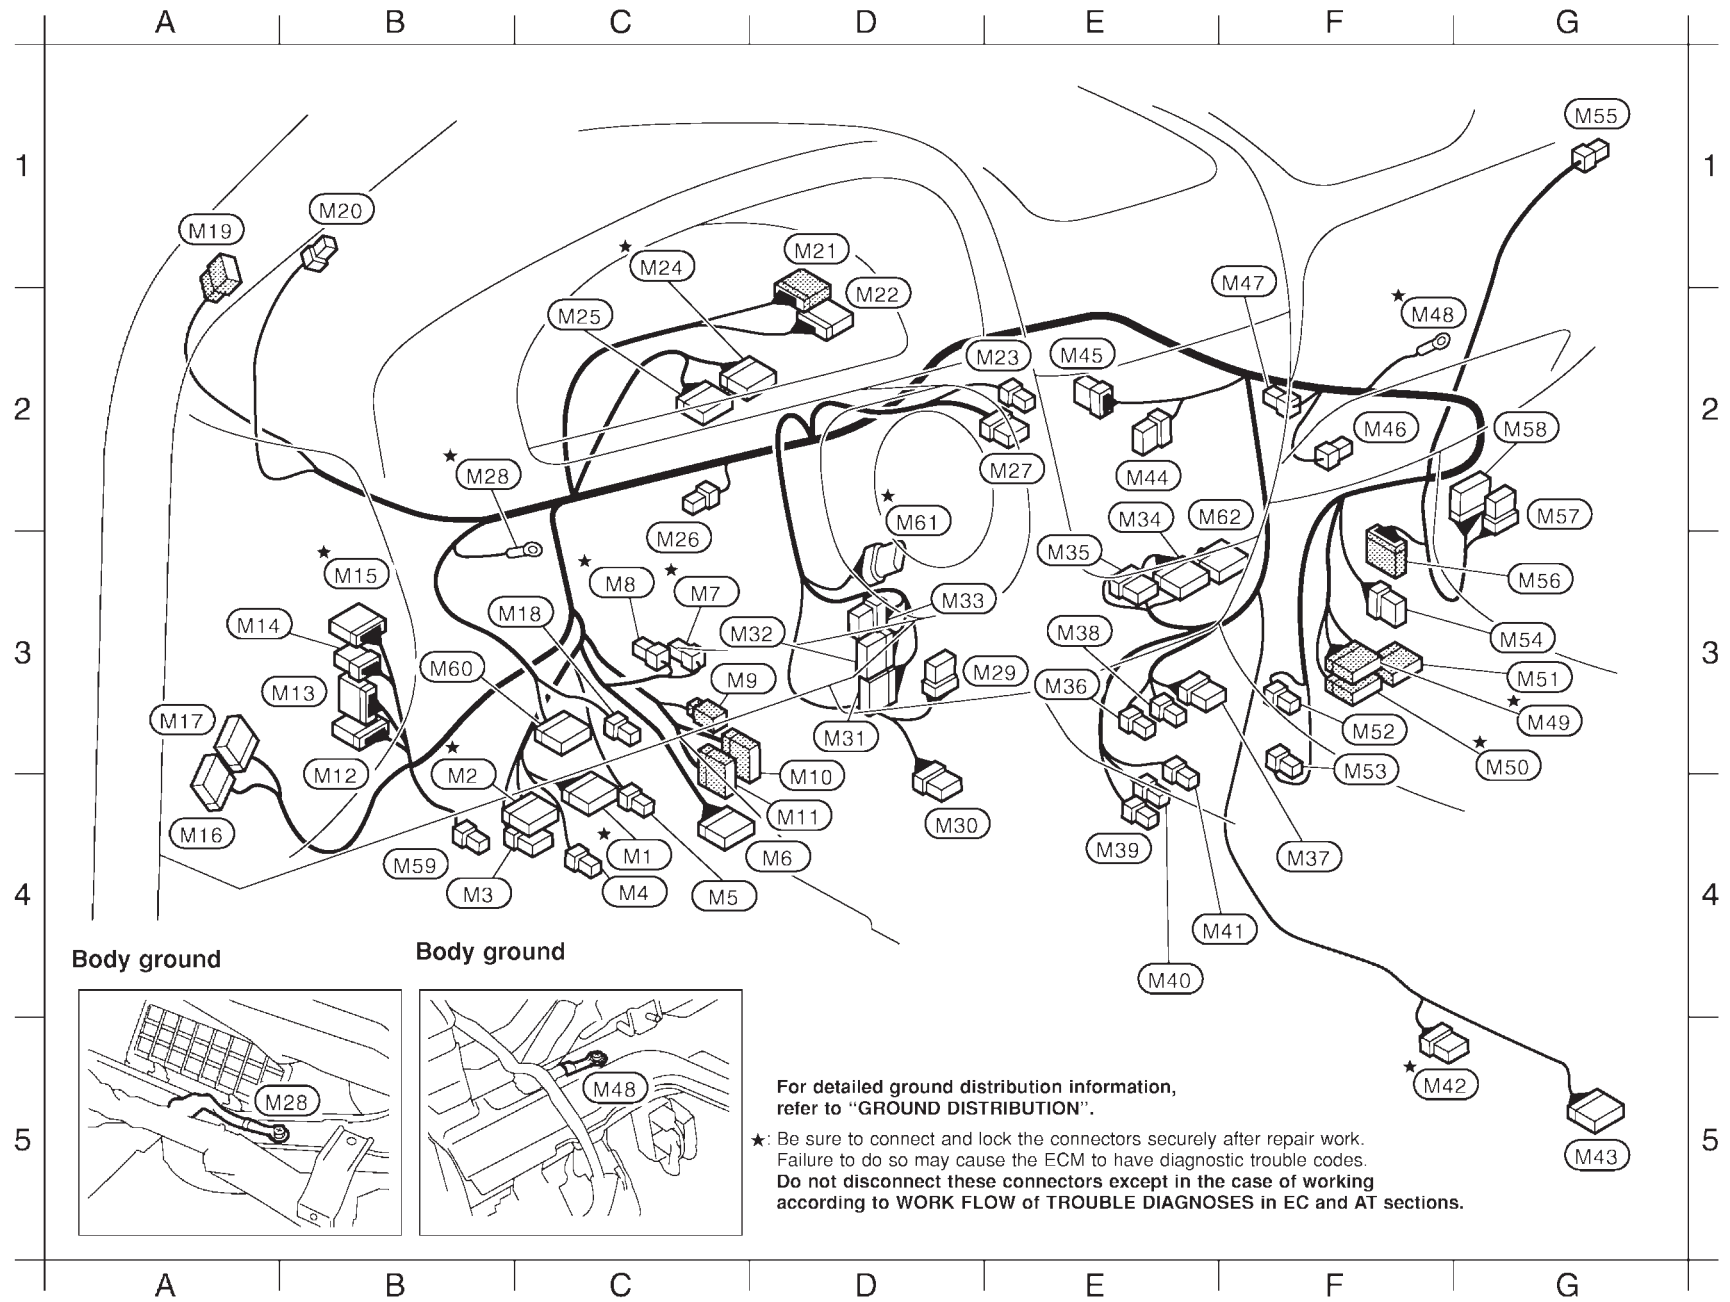 A B C D E F G
M55
1 1
M20
M19
★
M21
M24
M47
M22
★
M48
M25
M23 M45
2 2
M46 M58
★
M28
M27
M44
★
M61 M34 M62 M57
M26
★
M15
★
M8
★
M7
M35
M56
M14 M18 M33
M32 M38 M54
3 3
M60
M13 M9 M29 M36 M51
M17
★
M49
M31 M52
★
M50
M12
★
M2 M10 M53
M11
M16 M30
★
M1 M6 M39 M37
M59
M3 M4 M5
4 4
M41
Body ground Body ground
M40
M28
M48
★
M42
M43
5 5
For detailed ground distribution information,
refer to “GROUND DISTRIBUTION”.
★: Be sure to connect and lock the connectors securely after repair work.
Failure to do so may cause the ECM to have diagnostic trouble codes.
Do not disconnect these connectors except in the case of working
according to WORK FLOW of TROUBLE DIAGNOSES in EC and AT sections.
A B C D E F G